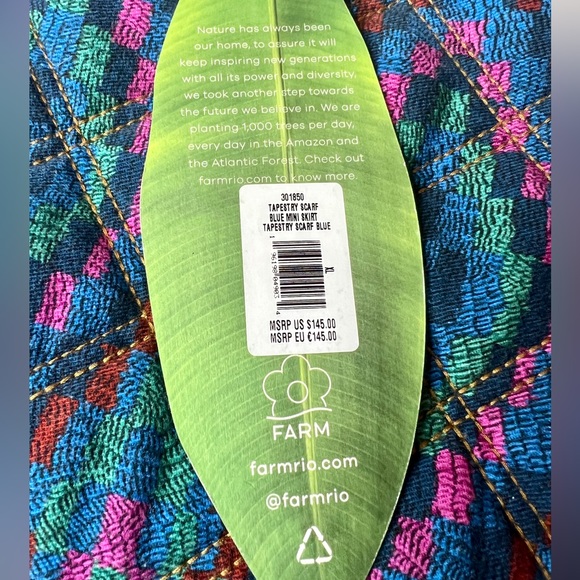 Nature has always been
our home, to assure it will
keep inspiring new generations
with all its power and diversity,
we took another step towards
the future we believe in. We are
planting 1,000 trees per day,
every day in the Amazon and
the Atlantic Forest. Check out
farmrio.com to know more.
301850
TAPESTRY SCARF
BLUE MINI SKIRT
TAPESTRY SCARF BLUE
XL
MSRP US $145.00
MSRP EU €145.00
FARM
farmrio.com
@farmrio